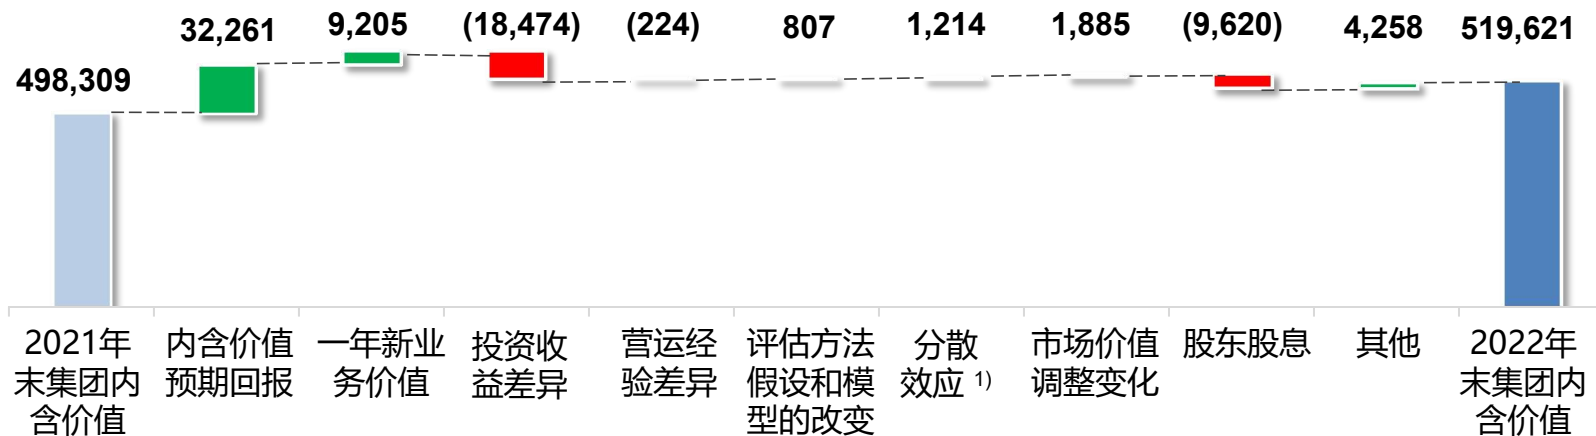 498,309
32,261
9,205
(18,474)
(224)
807
1,214
1,885
(9,620)
4,258
519,621
2021年
末集团内
含价值
内含价值
预期回报
一年新业
务价值
投资收
益差异
营运经
验差异
评估方法
假设和模
型的改变
分散
效应 1)
市场价值
调整变化
股东股息
其他
2022年
末集团内
含价值